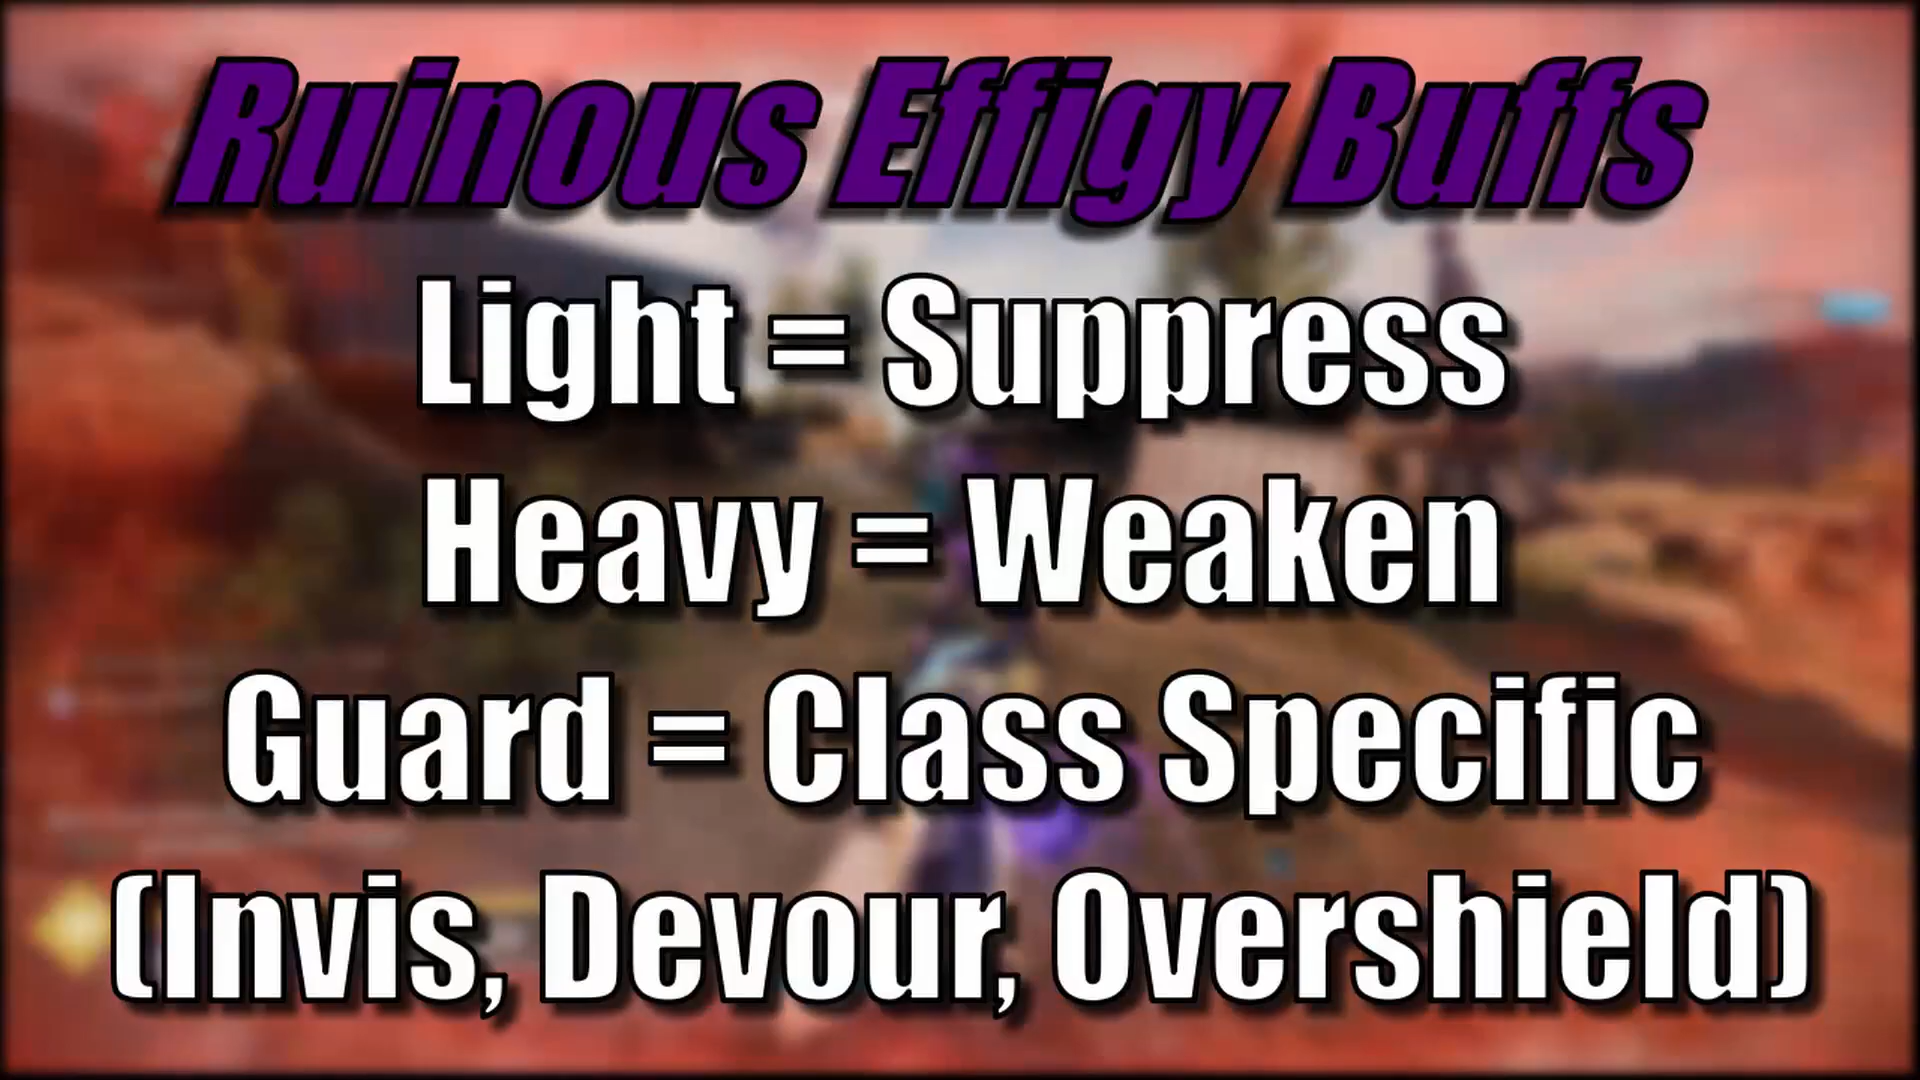 Ruinous Effigy Buffs
Light = Suppress
Heavy = Weaken
Guard = Class Specific
(Invis, Devour, Overshield)